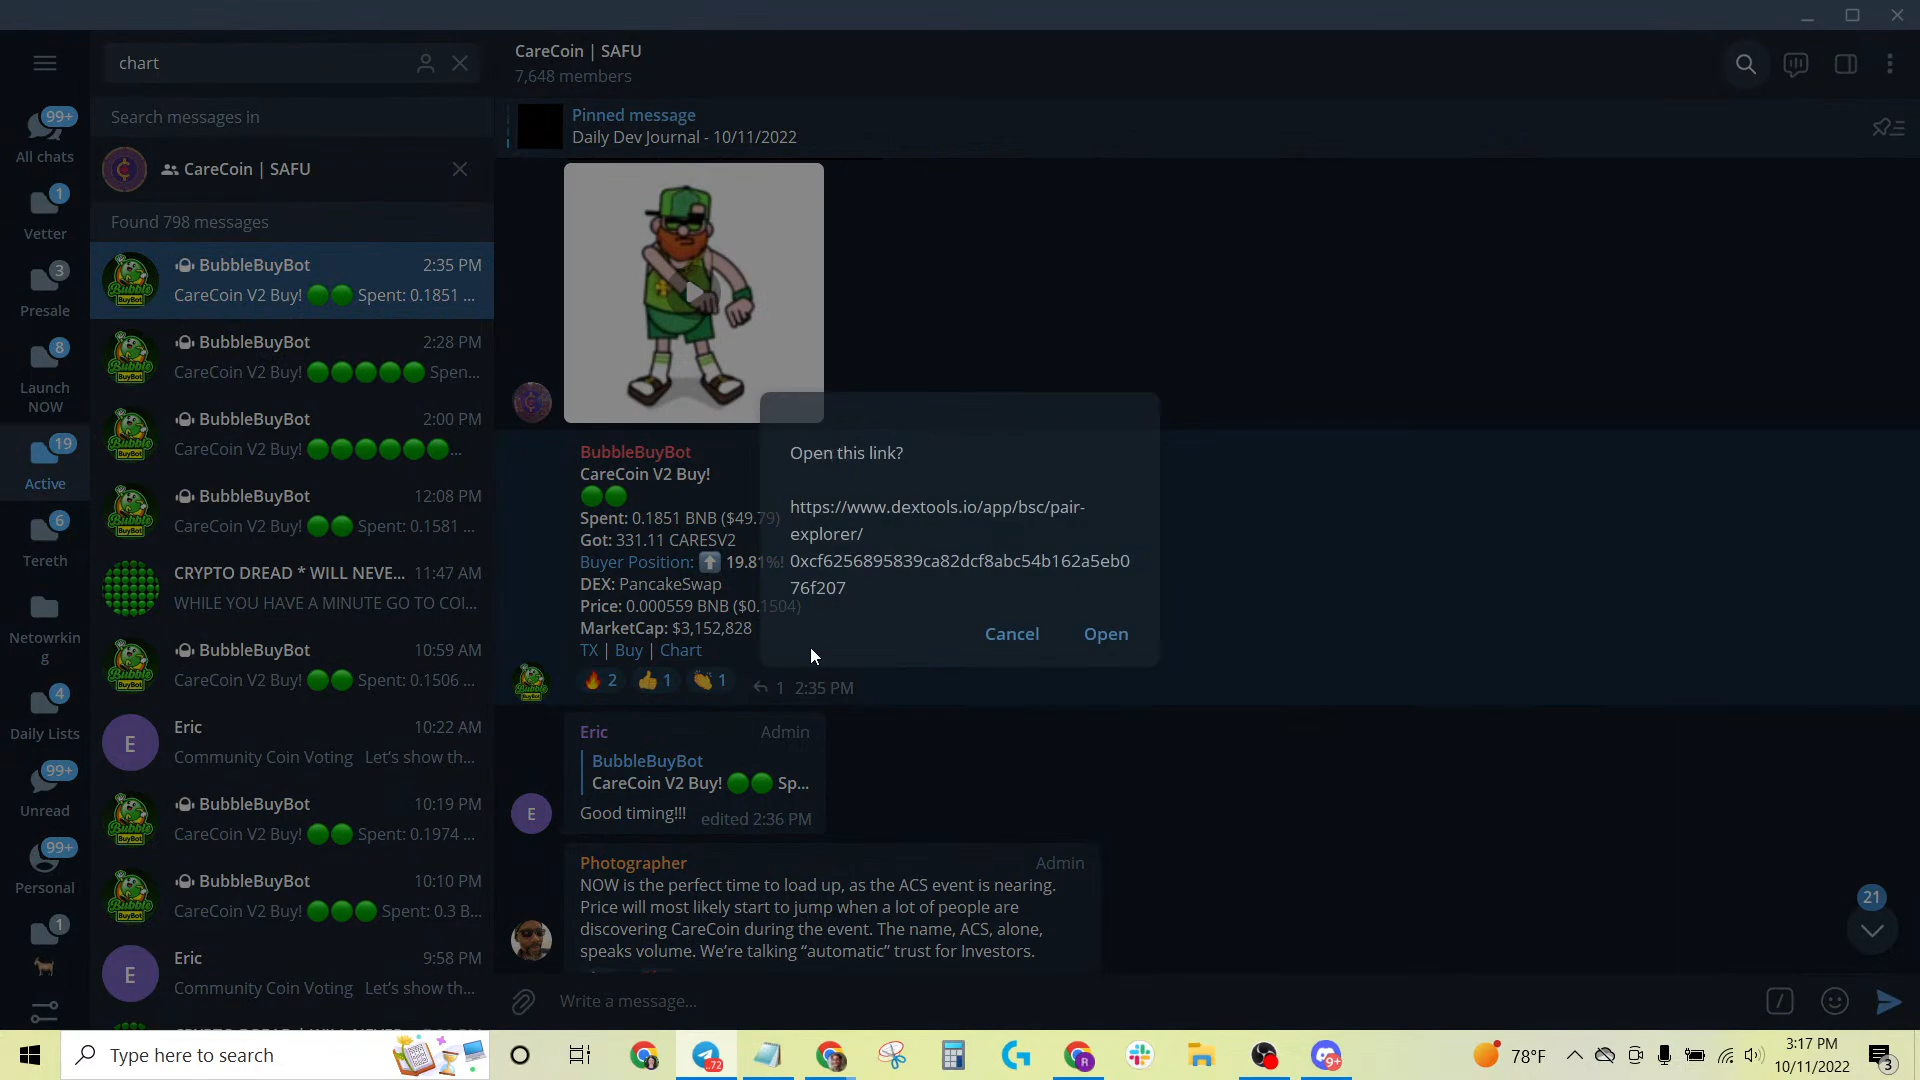 chart
CareCoin | SAFU
7,648 members
99+
All chats
1
Vetter
3
Presale
8
Launch
NOW
19
Active
6
Tereth
Netowrkin
g
4
Daily Lists
99+
Unread
99+
Personal
1
Search messages in
CareCoin | SAFU
Found 798 messages
BubbleBuyBot 2:35 PM
CareCoin V2 Buy! Spent: 0.1851 ...
BubbleBuyBot 2:28 PM
CareCoin V2 Buy! Spen...
BubbleBuyBot 2:00 PM
CareCoin V2 Buy! ...
BubbleBuyBot 12:08 PM
CareCoin V2 Buy! Spent: 0.1581 ...
CRYPTO DREAD * WILL NEVE... 11:47 AM
WHILE YOU HAVE A MINUTE GO TO COI...
BubbleBuyBot 10:59 AM
CareCoin V2 Buy! Spent: 0.1506 ...
E
Eric 10:22 AM
Community Coin Voting Let's show th...
BubbleBuyBot 10:19 PM
CareCoin V2 Buy! Spent: 0.1974 ...
BubbleBuyBot 10:10 PM
CareCoin V2 Buy! Spent: 0.3 B...
E
Eric 9:58 PM
Community Coin Voting Let's show th...
Pinned message
Daily Dev Journal - 10/11/2022
BubbleBuyBot
CareCoin V2 Buy!
Spent: 0.1851 BNB ($49.79)
Got: 331.11 CARESV2
Buyer Position: 19.81%!
DEX: PancakeSwap
Price: 0.000559 BNB ($0.1504)
MarketCap: $3,152,828
TX | Buy | Chart
2 1 1 1 2:35 PM
Open this link?
https://www.dextools.io/app/bsc/pair-
explorer/
0xcf6256895839ca82dcf8abc54b162a5eb0
76f207
Cancel Open
Eric Admin
BubbleBuyBot
CareCoin V2 Buy! Sp...
E
Good timing!!! edited 2:36 PM
Photographer Admin
NOW is the perfect time to load up, as the ACS event is nearing.
Price will most likely start to jump when a lot of people are
discovering CareCoin during the event. The name, ACS, alone,
speaks volume. We're talking “automatic” trust for Investors.
21
Write a message...
Type here to search
72
9+
78°F
3:17 PM
10/11/2022
3